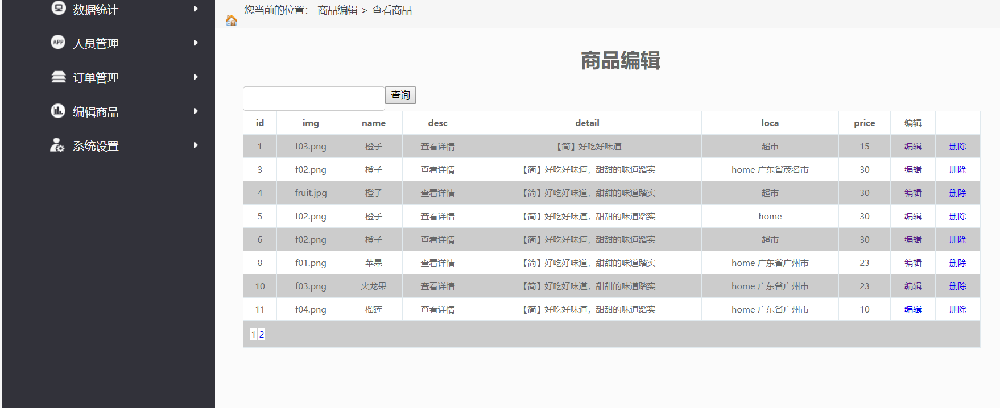 数据统计
APP 人员管理
订单管理
编辑商品
系统设置
您当前的位置： 商品编辑 > 查看商品
商品编辑
查询
id img name desc detail loca price 编辑
1 f03.png 橙子 查看详情 【简】好吃好味道 超市 15 编辑 删除
3 f02.png 橙子 查看详情 【简】好吃好味道，甜甜的味道踏实 home 广东省茂名市 30 编辑 删除
4 fruit.jpg 橙子 查看详情 【简】好吃好味道，甜甜的味道踏实 超市 30 编辑 删除
5 f02.png 橙子 查看详情 【简】好吃好味道，甜甜的味道踏实 home 30 编辑 删除
6 f02.png 橙子 查看详情 【简】好吃好味道，甜甜的味道踏实 超市 30 编辑 删除
8 f01.png 苹果 查看详情 【简】好吃好味道，甜甜的味道踏实 home 广东省广州市 23 编辑 删除
10 f03.png 火龙果 查看详情 【简】好吃好味道，甜甜的味道踏实 home 广东省广州市 23 编辑 删除
11 f04.png 榴莲 查看详情 【简】好吃好味道，甜甜的味道踏实 home 广东省广州市 10 编辑 删除
1 2